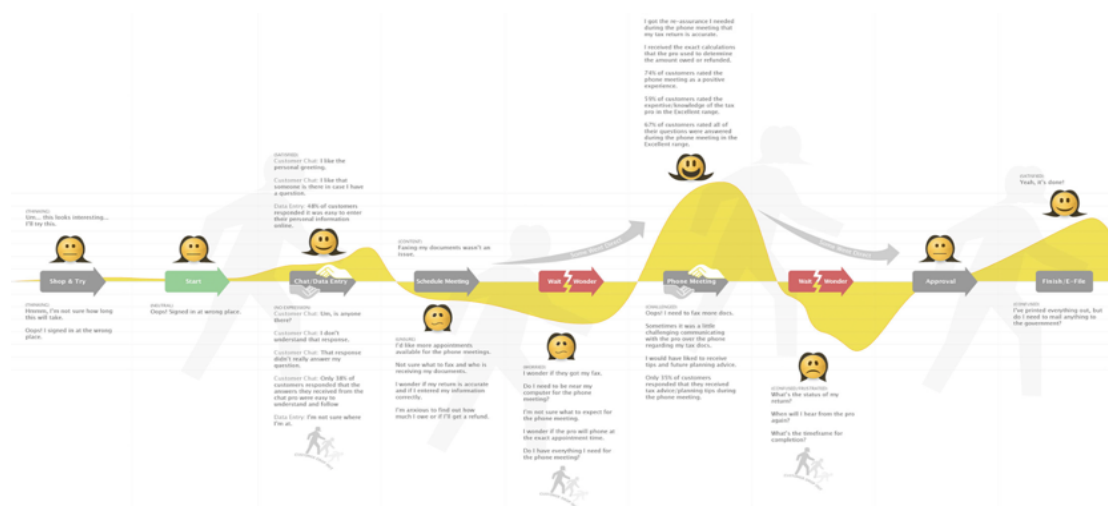 (THINKING)
Um... this looks interesting...
I'll try this.
Shop & Try
(THINKING)
Hmmm, I'm not sure how long
this will take.
Oops! I signed in at the wrong
place.
Start
(NEUTRAL)
Oops! Signed in at wrong place.
Customer Chat: I like the
personal greeting.
Customer Chat: I like that
someone is there in case I have
a question.
Data Entry: 48% of customers
responded it was easy to enter
their personal information
online.
Chat/Data Entry
Customer Chat: Um, is anyone
there?
Customer Chat: I don't
understand that response.
Customer Chat: That response
didn't really answer my
question.
Customer Chat: Only 38% of
customers responded that the
answers they received from the
chat pro were easy to
understand and follow
Data Entry: I'm not sure where
I'm at.
(CONTENT)
Faxing my documents wasn't an
issue.
Schedule Meeting
I'd like more appointments
available for the phone meetings.
Not sure what to fax and who is
receiving my documents.
I wonder if my return is accurate
and if I entered my information
correctly.
I'm anxious to find out how
much I owe or if I'll get a refund.
Some Went Direct
Wait Wonder
(WORRIED)
I wonder if they got my fax.
Do I need to be near my
computer for the phone
meeting?
I'm not sure what to expect for
the phone meeting.
I wonder if the pro will phone at
the exact appointment time.
Do I have everything I need for
the phone meeting?
I got the re-assurance I needed
during the phone meeting that
my tax return is accurate.
I received the exact calculations
that the pro used to determine
the amount owed or refunded.
74% of customers rated the
phone meeting as a positive
experience.
55% of customers rated the
expertise/knowledge of the tax
pro in the Excellent range.
67% of customers rated all of
their questions were answered
during the phone meeting in the
Excellent range.
Phone Meeting
(CHALLENGED)
Oops! I need to fax more docs.
Sometimes it was a little
challenging communicating
with the pro over the phone
regarding my tax docs.
I would have liked to receive
tips and future planning advice.
Only 35% of customers
responded that they received
tax advice/planning tips during
the phone meeting.
Some Went Direct
Wait Wonder
(CONFUSED/FRUSTRATED)
What's the status of my
return?
When will I hear from the pro
again?
What's the timeframe for
completion?
Approval
(SATISFIED)
Yeah, it's done!
Finish/E-File
(CONFUSED)
I've printed everything out, but
do I need to mail anything to
the government?